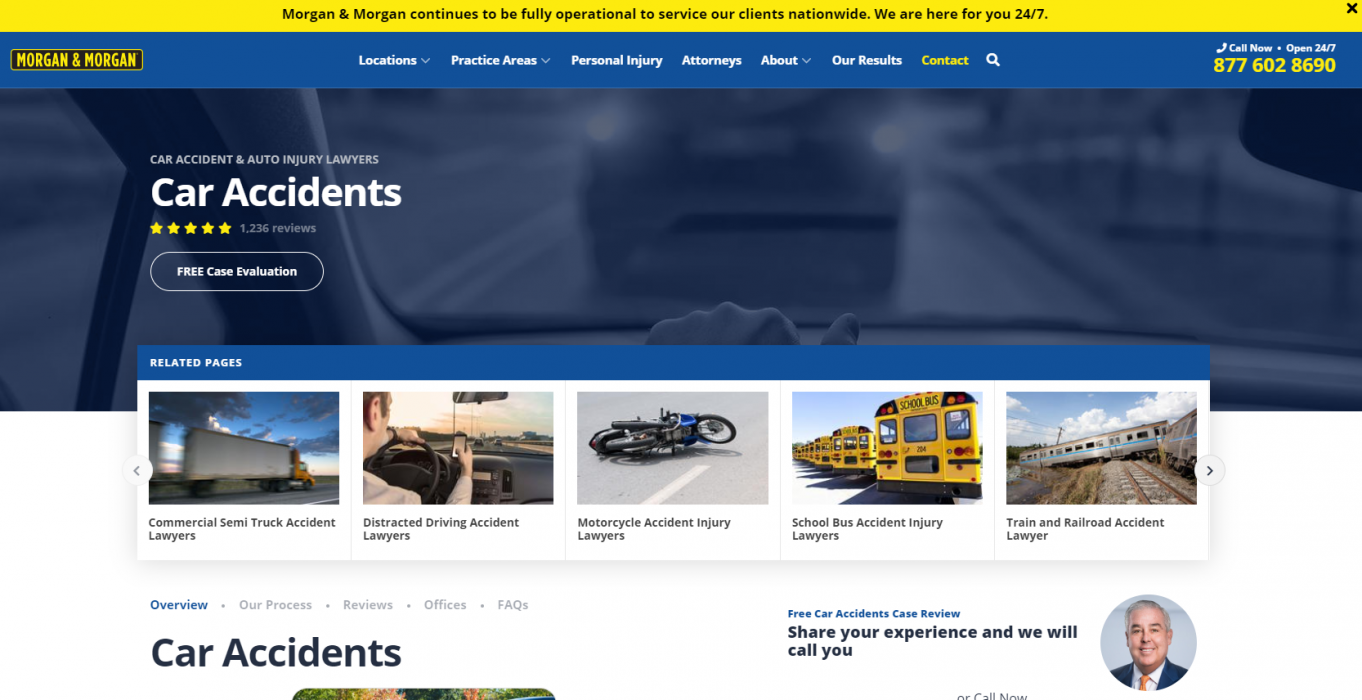 Morgan & Morgan continues to be fully operational to service our clients nationwide. We are here for you 24/7.
MORGAN & MORGAN
Locations
Practice Areas
Personal Injury
Attorneys
About
Our Results
Contact
Call Now • Open 24/7
877 602 8690
CAR ACCIDENT & AUTO INJURY LAWYERS
Car Accidents
1,236 reviews
FREE Case Evaluation
RELATED PAGES
SCHOOL BUS
204
Commercial Semi Truck Accident
Lawyers
Distracted Driving Accident
Lawyers
Motorcycle Accident Injury
Lawyers
School Bus Accident Injury
Lawyers
Train and Railroad Accident
Lawyer
Overview • Our Process • Reviews • Offices • FAQs
Car Accidents
Free Car Accidents Case Review
Share your experience and we will
call you
or Call Now